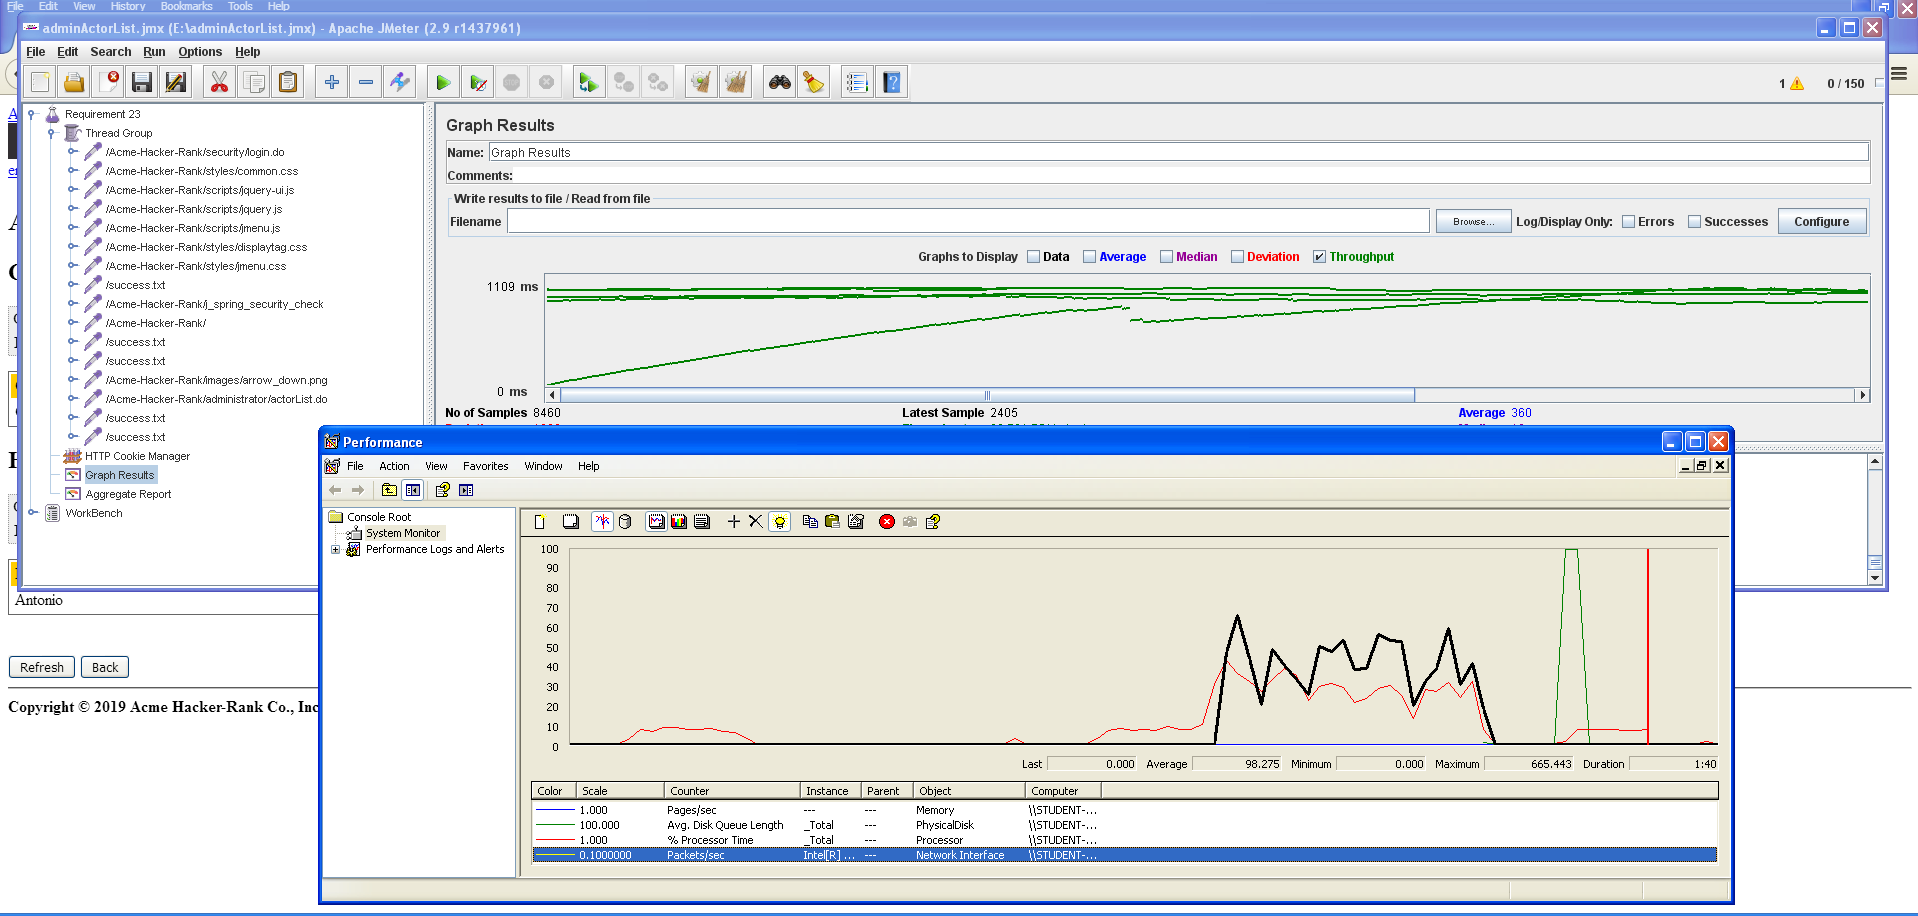 File Edit View History Bookmarks Tools Help
adminActorList.jmx (E:\adminActorList.jmx) - Apache JMeter (2.9 r1437961)
File Edit Search Run Options Help
1 0 / 150
Requirement 23
Thread Group
/Acme-Hacker-Rank/security/login.do
/Acme-Hacker-Rank/styles/common.css
/Acme-Hacker-Rank/scripts/jquery-ui.js
/Acme-Hacker-Rank/scripts/jquery.js
/Acme-Hacker-Rank/scripts/jmenu.js
/Acme-Hacker-Rank/styles/displaytag.css
/Acme-Hacker-Rank/styles/jmenu.css
/success.txt
/Acme-Hacker-Rank/j_spring_security_check
/Acme-Hacker-Rank/
/success.txt
/success.txt
/Acme-Hacker-Rank/images/arrow_down.png
/Acme-Hacker-Rank/administrator/actorList.do
/success.txt
/success.txt
HTTP Cookie Manager
Graph Results
Aggregate Report
WorkBench
Graph Results
Name: Graph Results
Comments:
Write results to file / Read from file
Filename Browse... Log/Display Only: Errors Successes Configure
Graphs to Display Data Average Median Deviation Throughput
1109 ms
0 ms
No of Samples 8460 Latest Sample 2405 Average 360
Performance
File Action View Favorites Window Help
Console Root
System Monitor
Performance Logs and Alerts
100
90
80
70
60
50
40
30
20
10
0
Last 0.000 Average 98.275 Minimum 0.000 Maximum 665.443 Duration 1:40
Color Scale Counter Instance Parent Object Computer
1.000 Pages/sec --- --- Memory \\STUDENT-...
100.000 Avg. Disk Queue Length _Total --- PhysicalDisk \\STUDENT-...
1.000 % Processor Time _Total --- Processor \\STUDENT-...
0.1000000 Packets/sec Intel[R] ... --- Network Interface \\STUDENT-...
Antonio
Refresh Back
Copyright © 2019 Acme Hacker-Rank Co., Inc